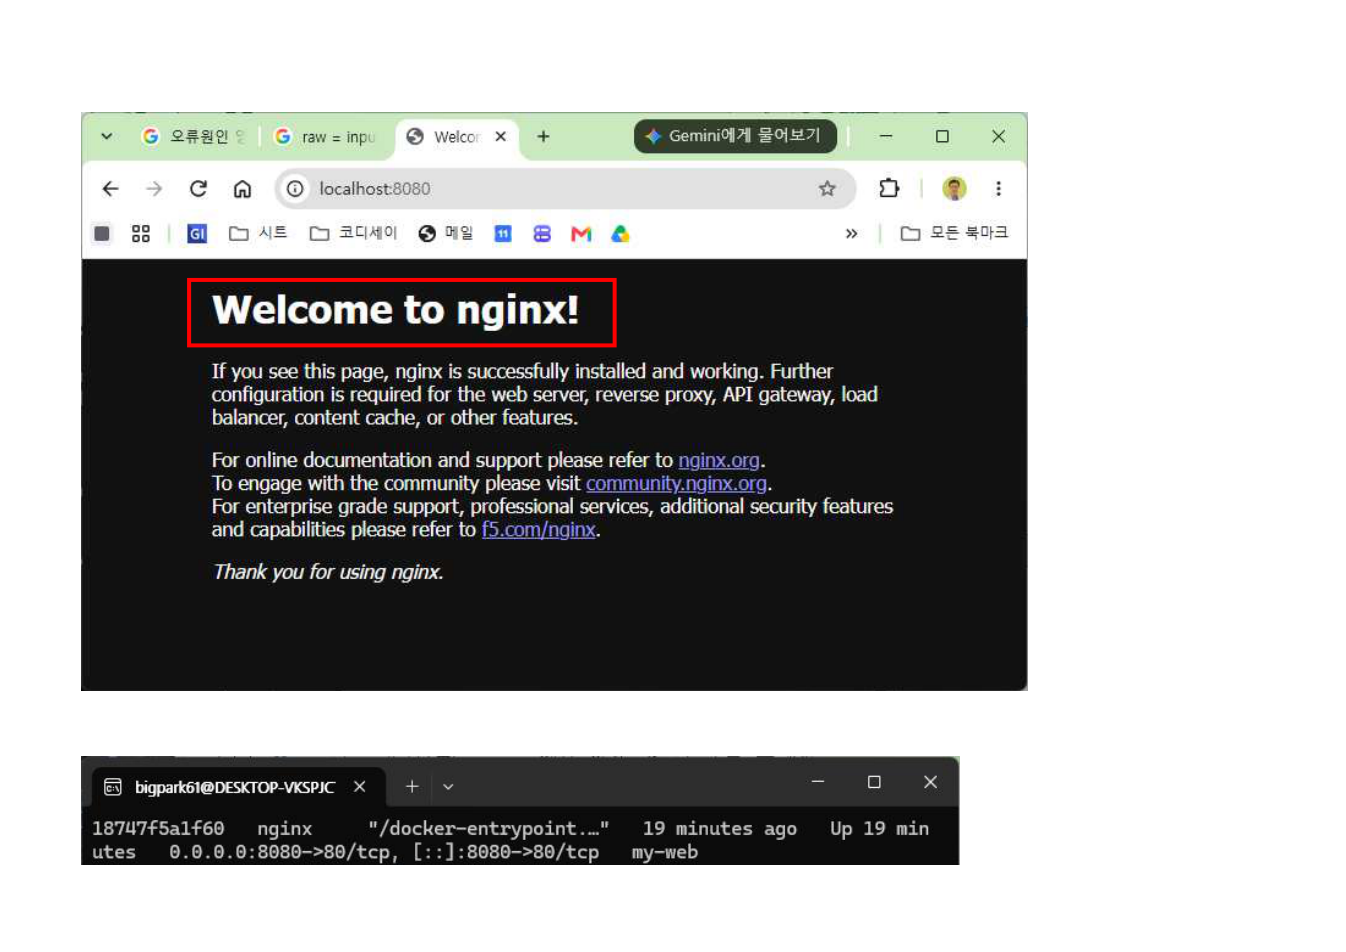 오류원인
raw = inpu
Welcor
Gemini에게 물어보기
localhost:8080
GI
시트
코디세이
메일
11
모든 북마크
Welcome to nginx!
If you see this page, nginx is successfully installed and working. Further
configuration is required for the web server, reverse proxy, API gateway, load
balancer, content cache, or other features.
For online documentation and support please refer to nginx.org.
To engage with the community please visit community.nginx.org.
For enterprise grade support, professional services, additional security features
and capabilities please refer to f5.com/nginx.
Thank you for using nginx.
bigpark61@DESKTOP-VKSPJC
18747f5a1f60 nginx "/docker-entrypoint.…" 19 minutes ago Up 19 min
utes 0.0.0.0:8080->80/tcp, [::]:8080->80/tcp my-web